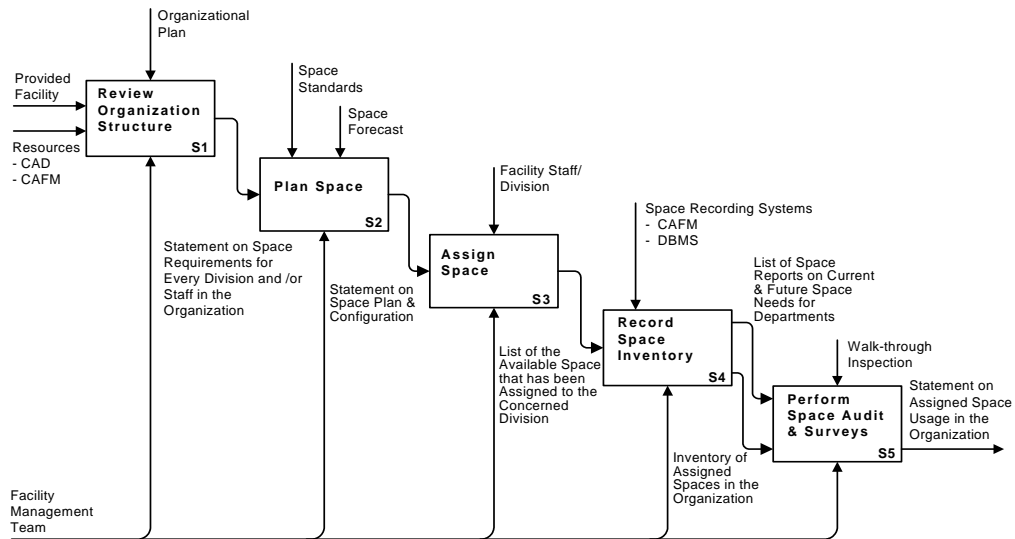 Organizational
Plan
Provided
Facility
Resources
- CAD
- CAFM
Review
Organization
Structure
S1
Space
Standards
Space
Forecast
Plan Space
S2
Statement on Space
Requirements for
Every Division and /or
Staff in the
Organization
Facility Staff/
Division
Assign
Space
S3
Statement on
Space Plan &
Configuration
Space Recording Systems
- CAFM
- DBMS
Record
Space
Inventory
S4
List of the
Available Space
that has been
Assigned to the
Concerned
Division
List of Space
Reports on Current
& Future Space
Needs for
Departments
Walk-through
Inspection
Perform
Space Audit
& Surveys
S5
Statement on
Assigned Space
Usage in the
Organization
Inventory of
Assigned
Spaces in the
Organization
Facility
Management
Team